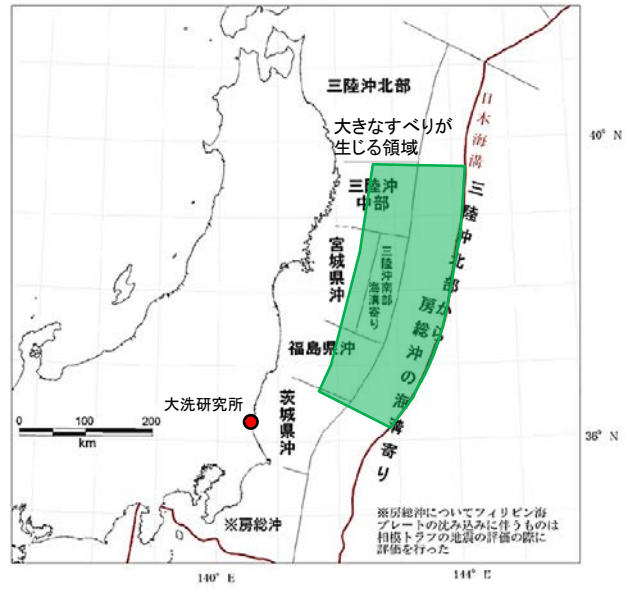 三陸沖北部
大きなすべりが
生じる領域
日本海溝
40° N
三陸沖
中部
三陸沖北部から
房総沖の海溝寄り
宮城県沖
三陸沖南部
海溝寄り
福島県沖
大洗研究所
茨城県沖
0 100 200
km
36° N
※房総沖
※房総沖についてフィリピン海
プレートの沈み込みに伴うものは
相模トラフの地震の評価の際に
評価を行った
140° E
144° E